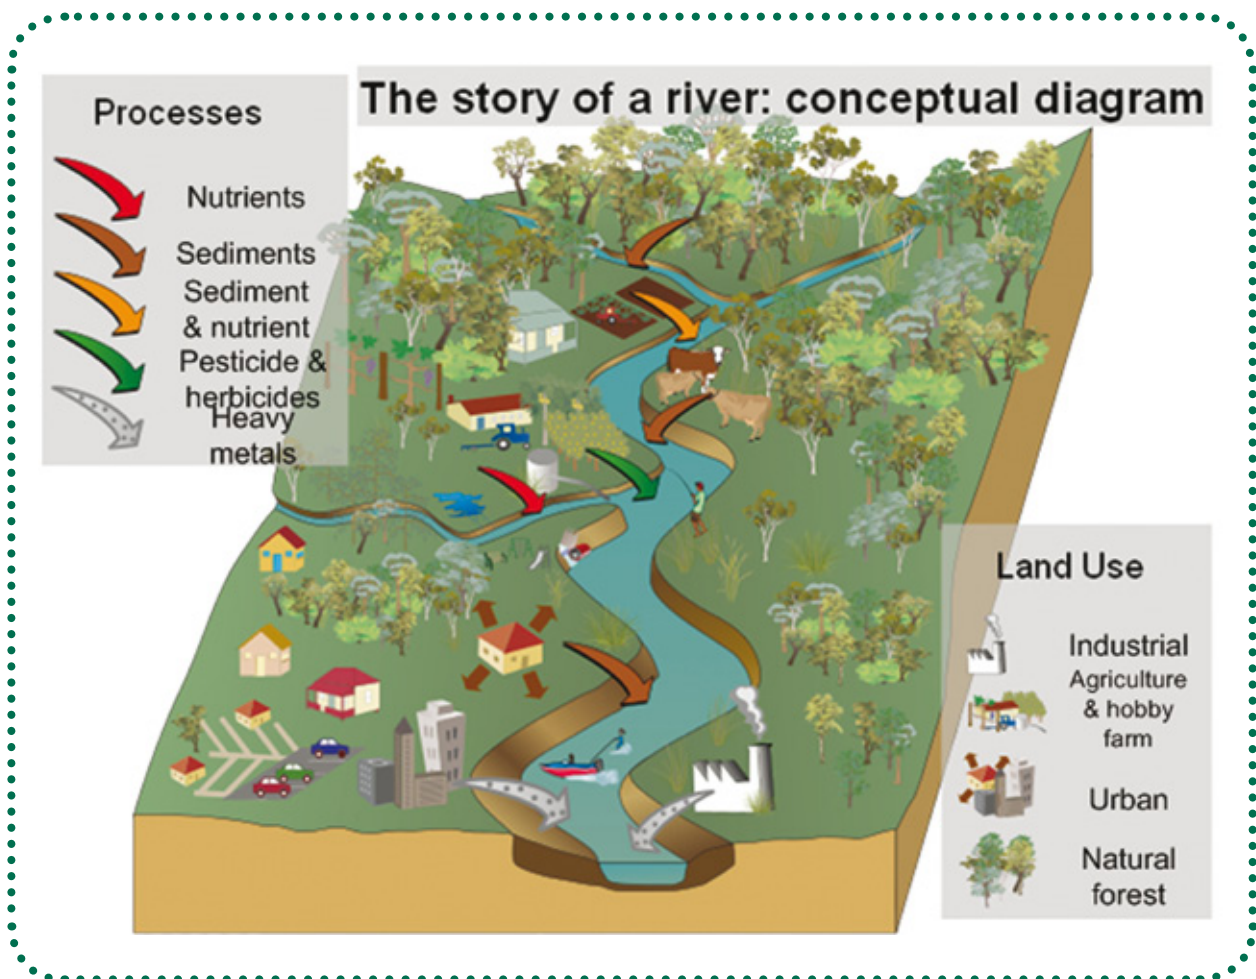 The story of a river: conceptual diagram
Processes
Nutrients
Sediments
Sediment
& nutrient
Pesticide &
herbicides
Heavy
metals
Land Use
Industrial
Agriculture
& hobby
farm
Urban
Natural
forest